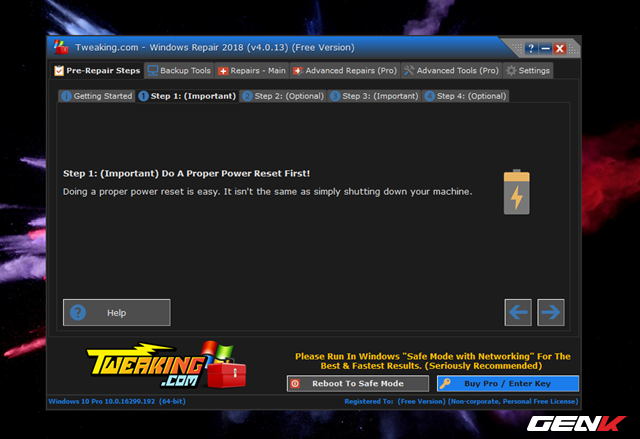 Tweaking.com - Windows Repair 2018 (v4.0.13) (Free Version)
?
Pre-Repair Steps Backup Tools Repairs - Main Advanced Repairs (Pro) Advanced Tools (Pro) Settings
i Getting Started 1 Step 1: (Important) 2 Step 2: (Optional) 3 Step 3: (Important) 4 Step 4: (Optional)
Step 1: (Important) Do A Proper Power Reset First!
Doing a proper power reset is easy. It isn't the same as simply shutting down your machine.
? Help
TWEAKING
.COM
Please Run In Windows "Safe Mode with Networking" For The
Best & Fastest Results. (Seriously Recommended)
Reboot To Safe Mode Buy Pro / Enter Key
Windows 10 Pro 10.0.16299.192 (64-bit) Registered To: (Free Version) (Non-corporate, Personal Free License)
GENK